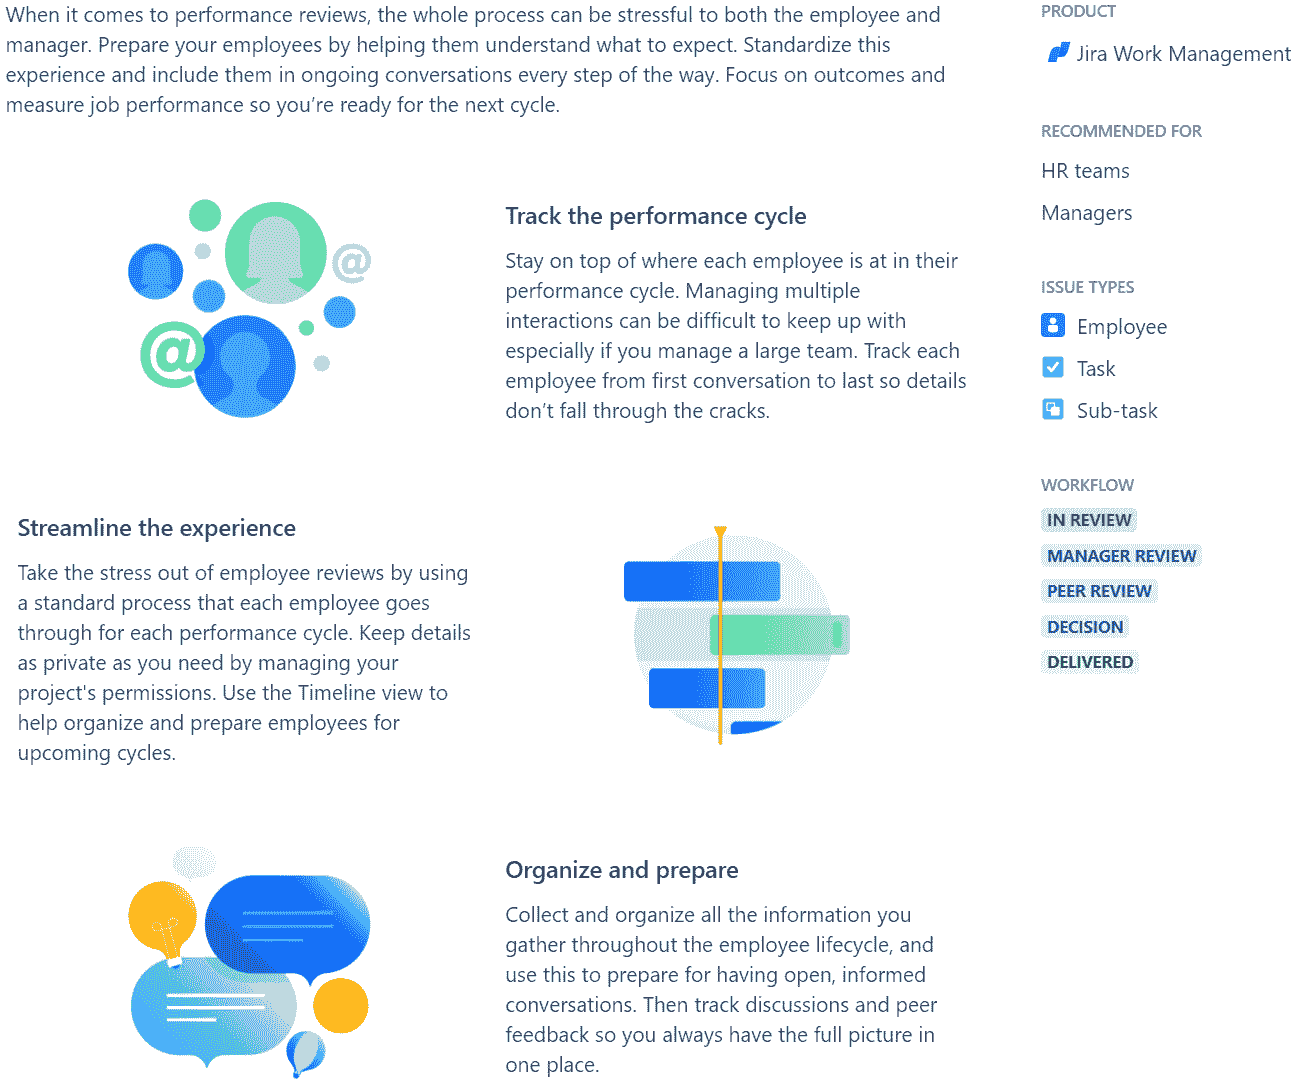 When it comes to performance reviews, the whole process can be stressful to both the employee and
manager. Prepare your employees by helping them understand what to expect. Standardize this
experience and include them in ongoing conversations every step of the way. Focus on outcomes and
measure job performance so you’re ready for the next cycle.
Track the performance cycle
Stay on top of where each employee is at in their
performance cycle. Managing multiple
interactions can be difficult to keep up with
especially if you manage a large team. Track each
employee from first conversation to last so details
don’t fall through the cracks.
Streamline the experience
Take the stress out of employee reviews by using
a standard process that each employee goes
through for each performance cycle. Keep details
as private as you need by managing your
project's permissions. Use the Timeline view to
help organize and prepare employees for
upcoming cycles.
Organize and prepare
Collect and organize all the information you
gather throughout the employee lifecycle, and
use this to prepare for having open, informed
conversations. Then track discussions and peer
feedback so you always have the full picture in
one place.
PRODUCT
Jira Work Management
RECOMMENDED FOR
HR teams
Managers
ISSUE TYPES
Employee
Task
Sub-task
WORKFLOW
IN REVIEW
MANAGER REVIEW
PEER REVIEW
DECISION
DELIVERED
@
@